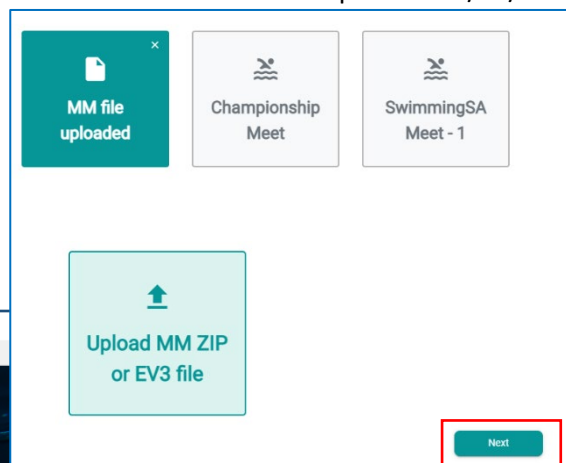 ×
MM file
uploaded
Championship
Meet
SwimmingSA
Meet - 1
Upload MM ZIP
or EV3 file
Next